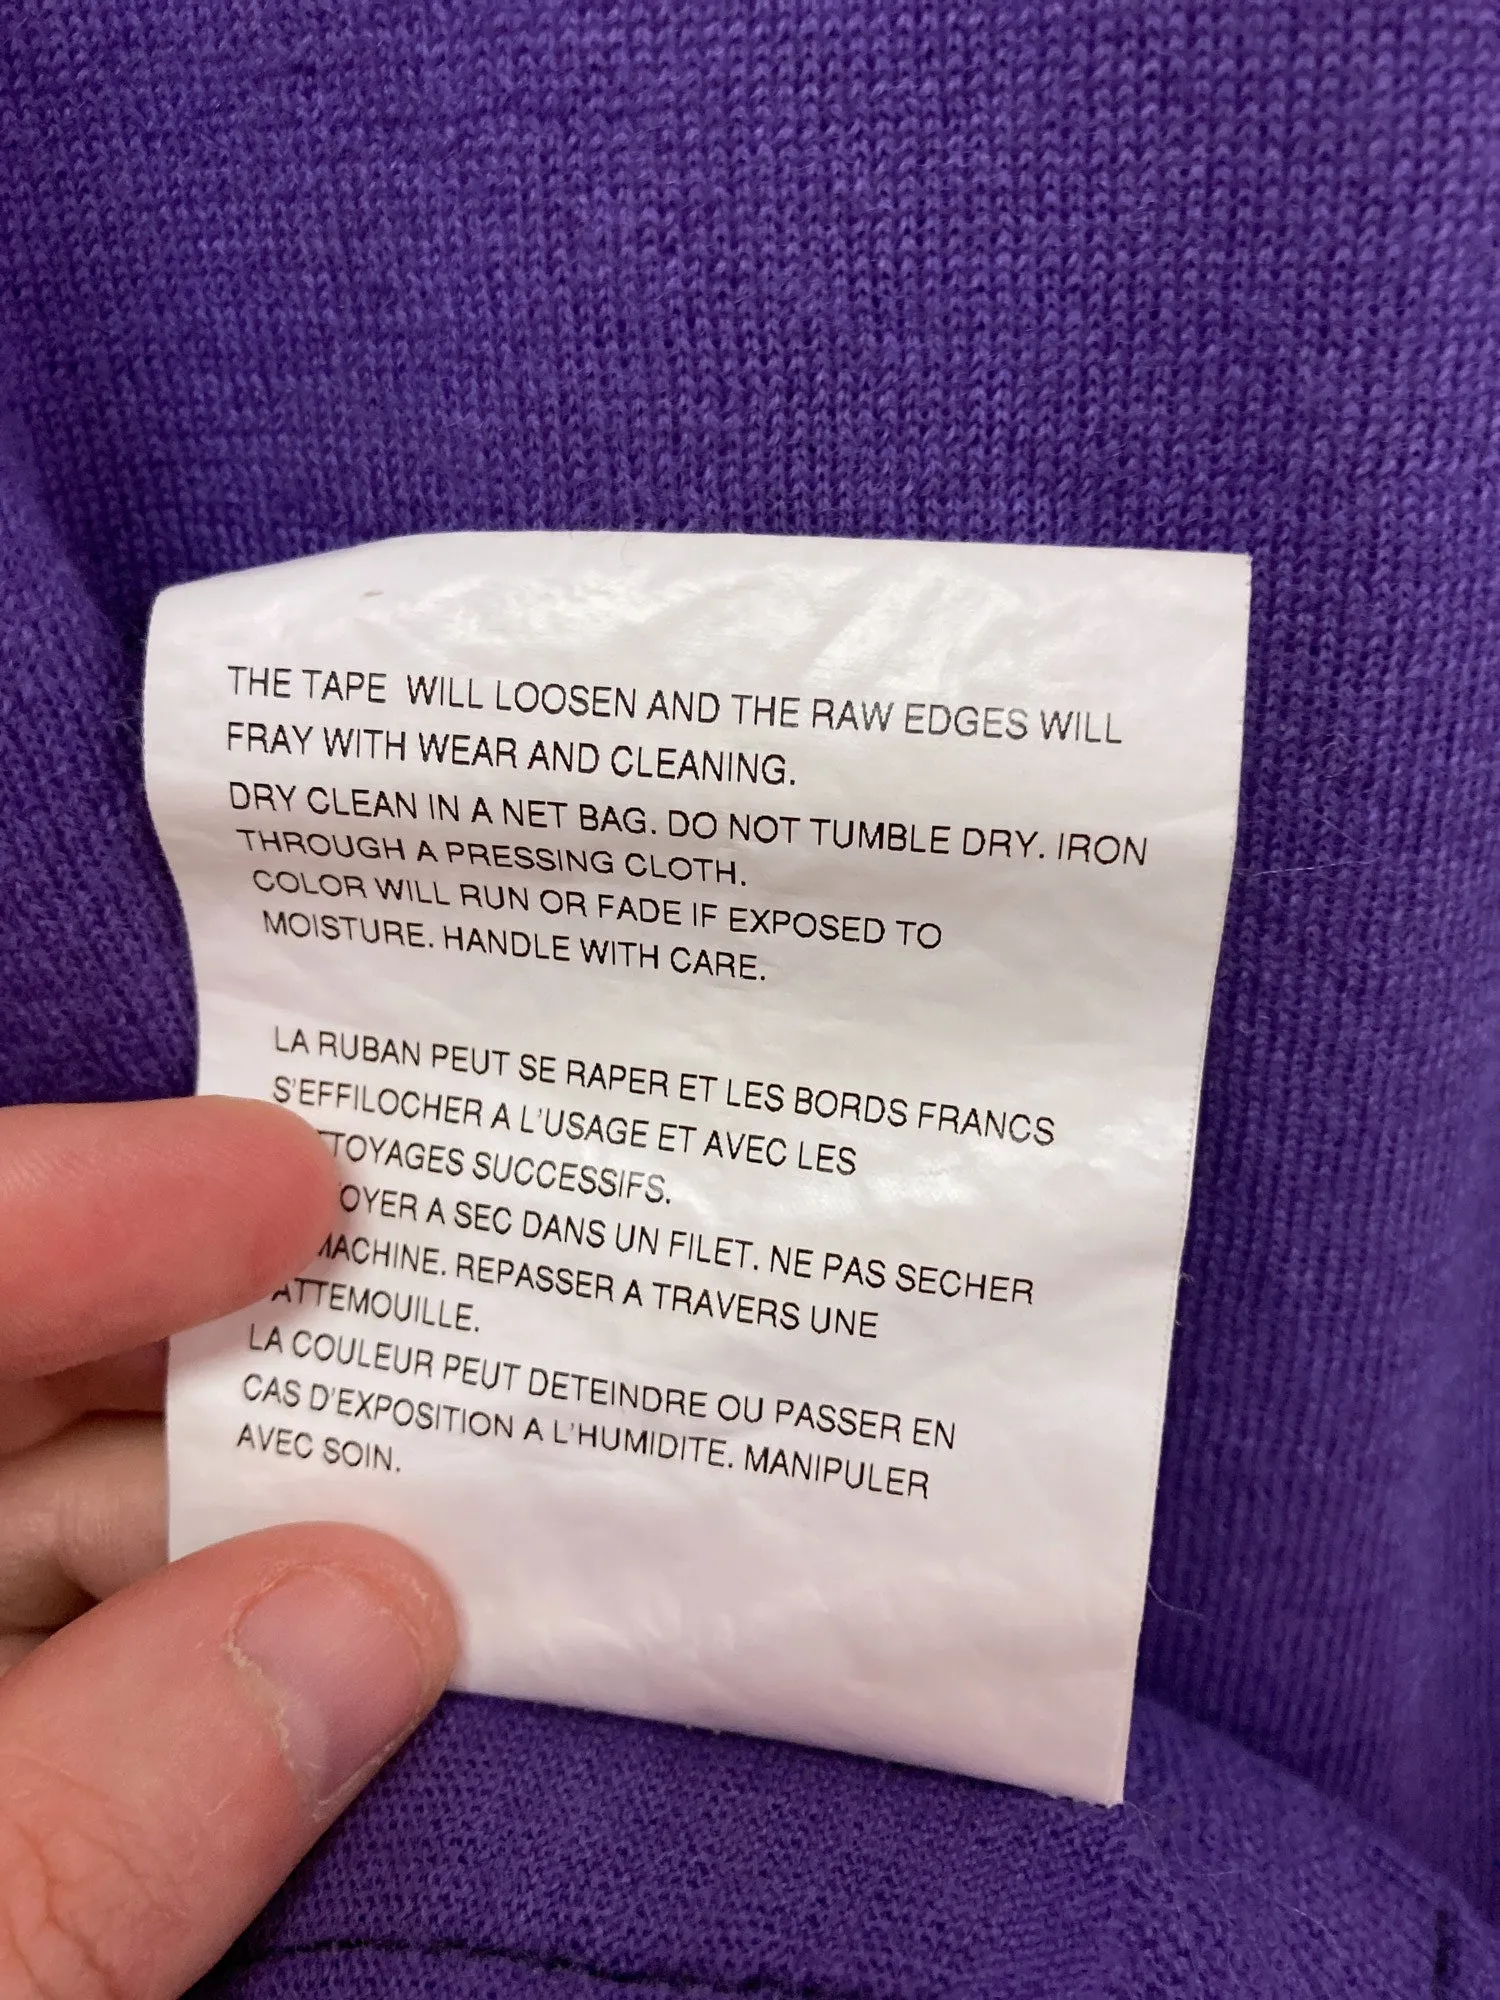 THE TAPE WILL LOOSEN AND THE RAW EDGES WILL
FRAY WITH WEAR AND CLEANING.
DRY CLEAN IN A NET BAG. DO NOT TUMBLE DRY. IRON
THROUGH A PRESSING CLOTH.
COLOR WILL RUN OR FADE IF EXPOSED TO
MOISTURE. HANDLE WITH CARE.
LA RUBAN PEUT SE RAPER ET LES BORDS FRANCS
S'EFFILOCHER A L'USAGE ET AVEC LES
TOYAGES SUCCESSIFS.
OYER A SEC DANS UN FILET. NE PAS SECHER
MACHINE. REPASSER A TRAVERS UNE
ATTEMOUILLE.
LA COULEUR PEUT DETEINDRE OU PASSER EN
CAS D'EXPOSITION A L'HUMIDITE. MANIPULER
AVEC SOIN.